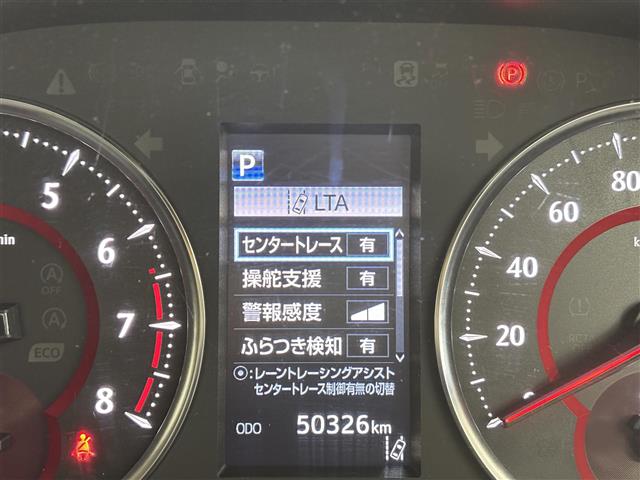 P
P
LTA
5
6
7
8
min
OFF
A
ECO
センタートレース 有
操舵支援 有
警報感度
ふらつき検知 有
:レーントレーシングアシスト
センタートレース制御有無の切替
ODO 50326km
80
60
40
20
0
k